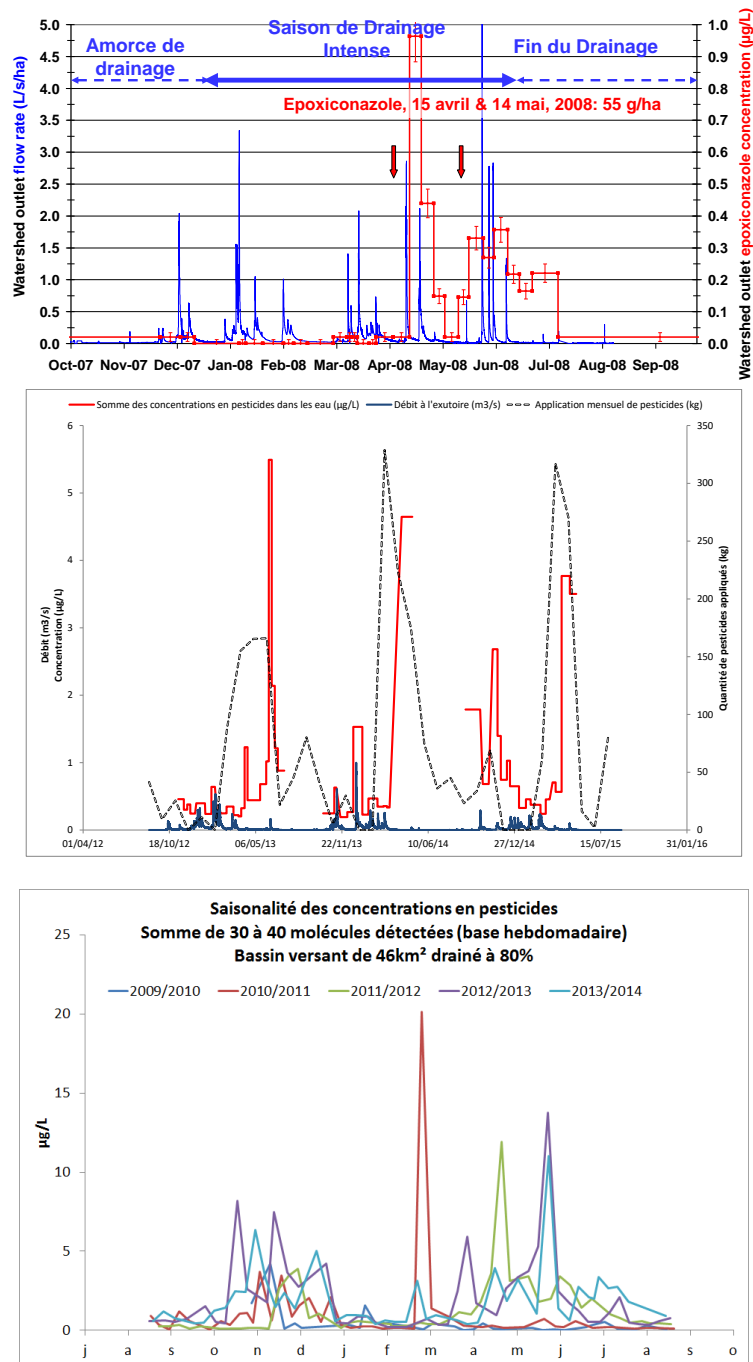 Saison de Drainage
Intense
Amorce de
drainage
Fin du Drainage
Epoxiconazole, 15 avril & 14 mai, 2008: 55 g/ha
Watershed outlet flow rate (L/s/ha)
5.0
4.5
4.0
3.5
3.0
2.5
2.0
1.5
1.0
0.5
0.0
1.0
0.9
0.8
0.7
0.6
0.5
0.4
0.3
0.2
0.1
0.0
Watershed outlet epoxiconazole concentration (µg/L)
Oct-07 Nov-07 Dec-07 Jan-08 Feb-08 Mar-08 Apr-08 May-08 Jun-08 Jul-08 Aug-08 Sep-08
Somme des concentrations en pesticides dans les eau (µg/L) Débit à l'exutoire (m3/s) Application mensuel de pesticides (kg)
Débit (m3/s)
Concentration (µg/L)
6
5
4
3
2
1
0
350
300
250
200
150
100
50
0
Quantité de pesticides appliqués (kg)
01/04/12 18/10/12 06/05/13 22/11/13 10/06/14 27/12/14 15/07/15 31/01/16
Saisonalité des concentrations en pesticides
Somme de 30 à 40 molécules détectées (base hebdomadaire)
Bassin versant de 46km² drainé à 80%
2009/2010 2010/2011 2011/2012 2012/2013 2013/2014
µg/L
25
20
15
10
5
0
j a s o n d j f m a m j j a s o